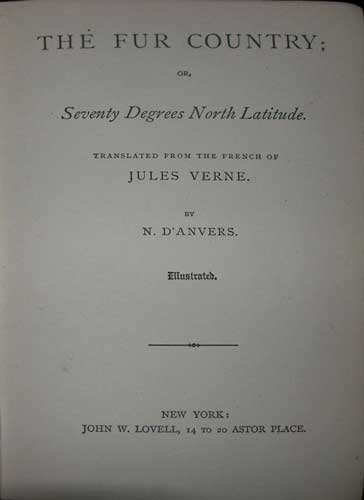 THE FUR COUNTRY;
OR,
Seventy Degrees North Latitude.
TRANSLATED FROM THE FRENCH OF
JULES VERNE.
BY
N. D'ANVERS.
Illustrated.
NEW YORK:
JOHN W. LOVELL, 14 TO 20 ASTOR PLACE.